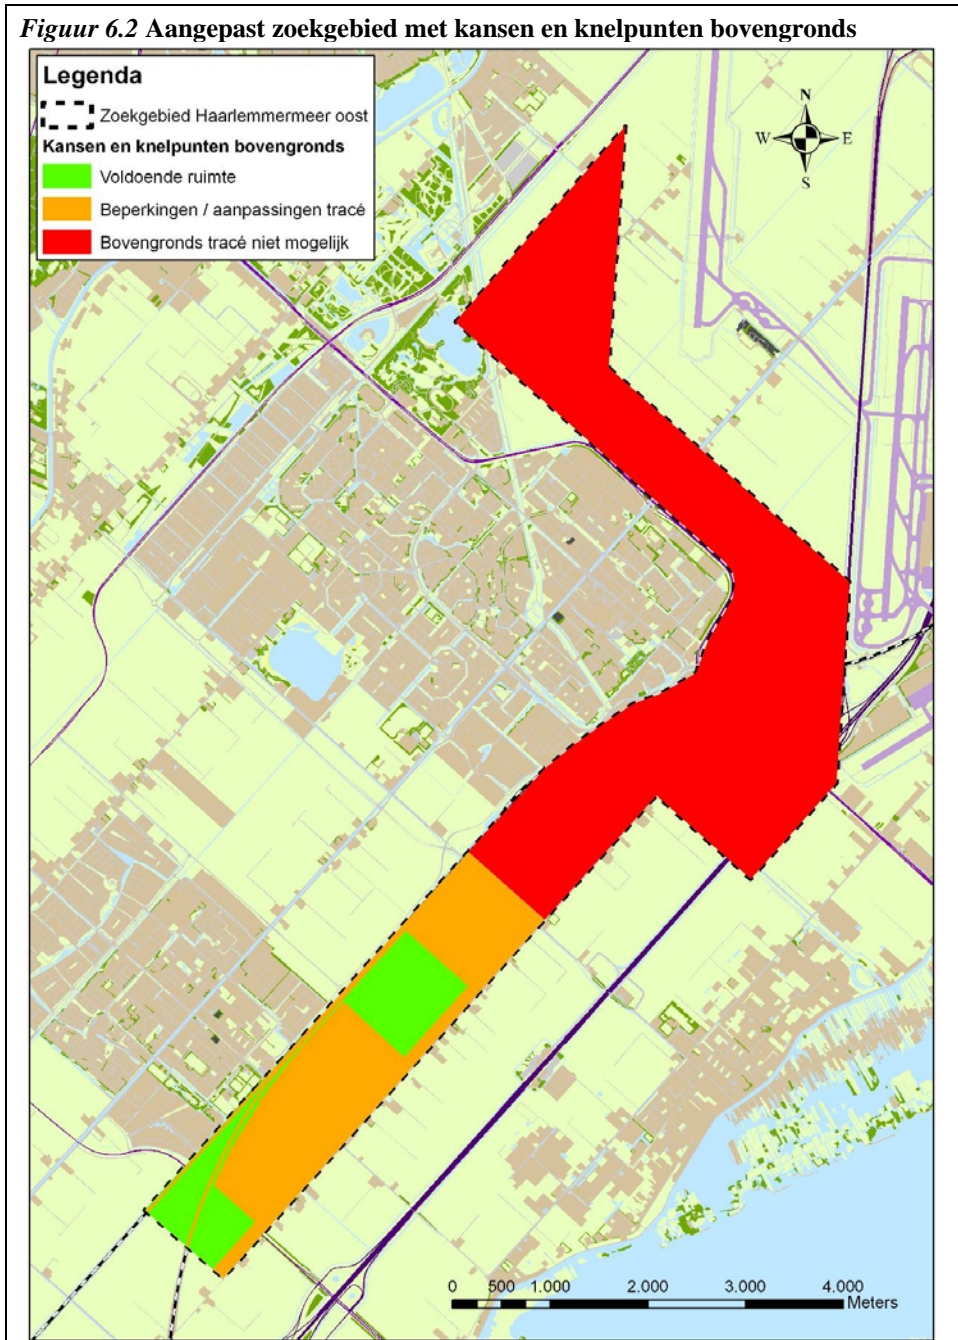 Figuur 6.2 Aangepast zoekgebied met kansen en knelpunten bovengronds
Legenda
Zoekgebied Haarlemmermeer oost
Kansen en knelpunten bovengronds
Voldoende ruimte
Beperkingen / aanpassingen tracé
Bovengronds tracé niet mogelijk
N
W
E
S
0 500 1.000 2.000 3.000 4.000
Meters